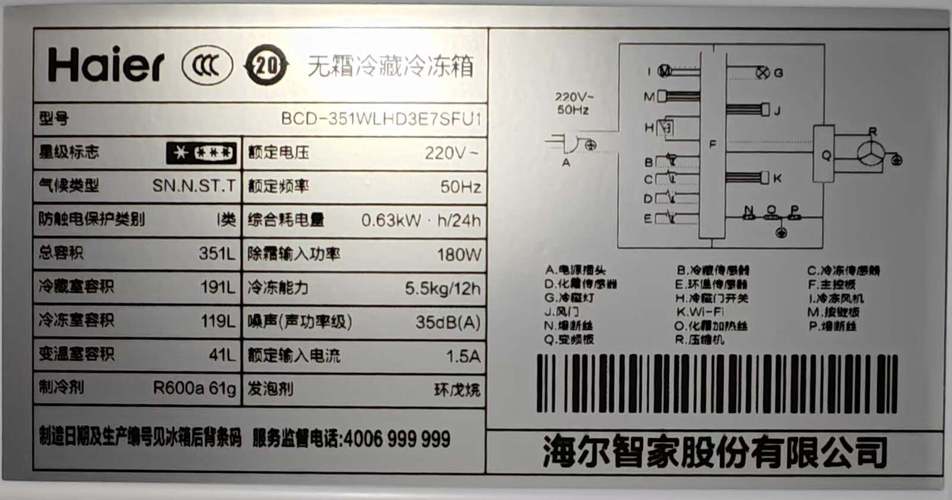 Haier CCC 20 无霜冷藏冷冻箱
型号 BCD-351WLHD3E7SFU1
星级标志 额定电压 220V~
气候类型 SN.N.ST.T 额定频率 50Hz
防触电保护类别 I类 综合耗电量 0.63kW·h/24h
总容积 351L 除霜输入功率 180W
冷藏室容积 191L 冷冻能力 5.5kg/12h
冷冻室容积 119L 噪声(声功率级) 35dB(A)
变温室容积 41L 额定输入电流 1.5A
制冷剂 R600a 61g 发泡剂 环戊烷
制造日期及生产编号见冰箱后背条码 服务监督电话:4006 999 999
220V~
50Hz
A
I M
M
H
B
C
D
E
F
G
J
K
N O P
Q
R
A.电源插头 B.冷藏传感器 C.冷冻传感器
D.化霜传感器 E.环温传感器 F.主控板
G.冷藏灯 H.冷藏门开关 I.冷冻风机
J.风门 K.Wi-Fi M.按键板
N.熔断丝 O.化霜加热丝 P.熔断丝
Q.变频板 R.压缩机
海尔智家股份有限公司